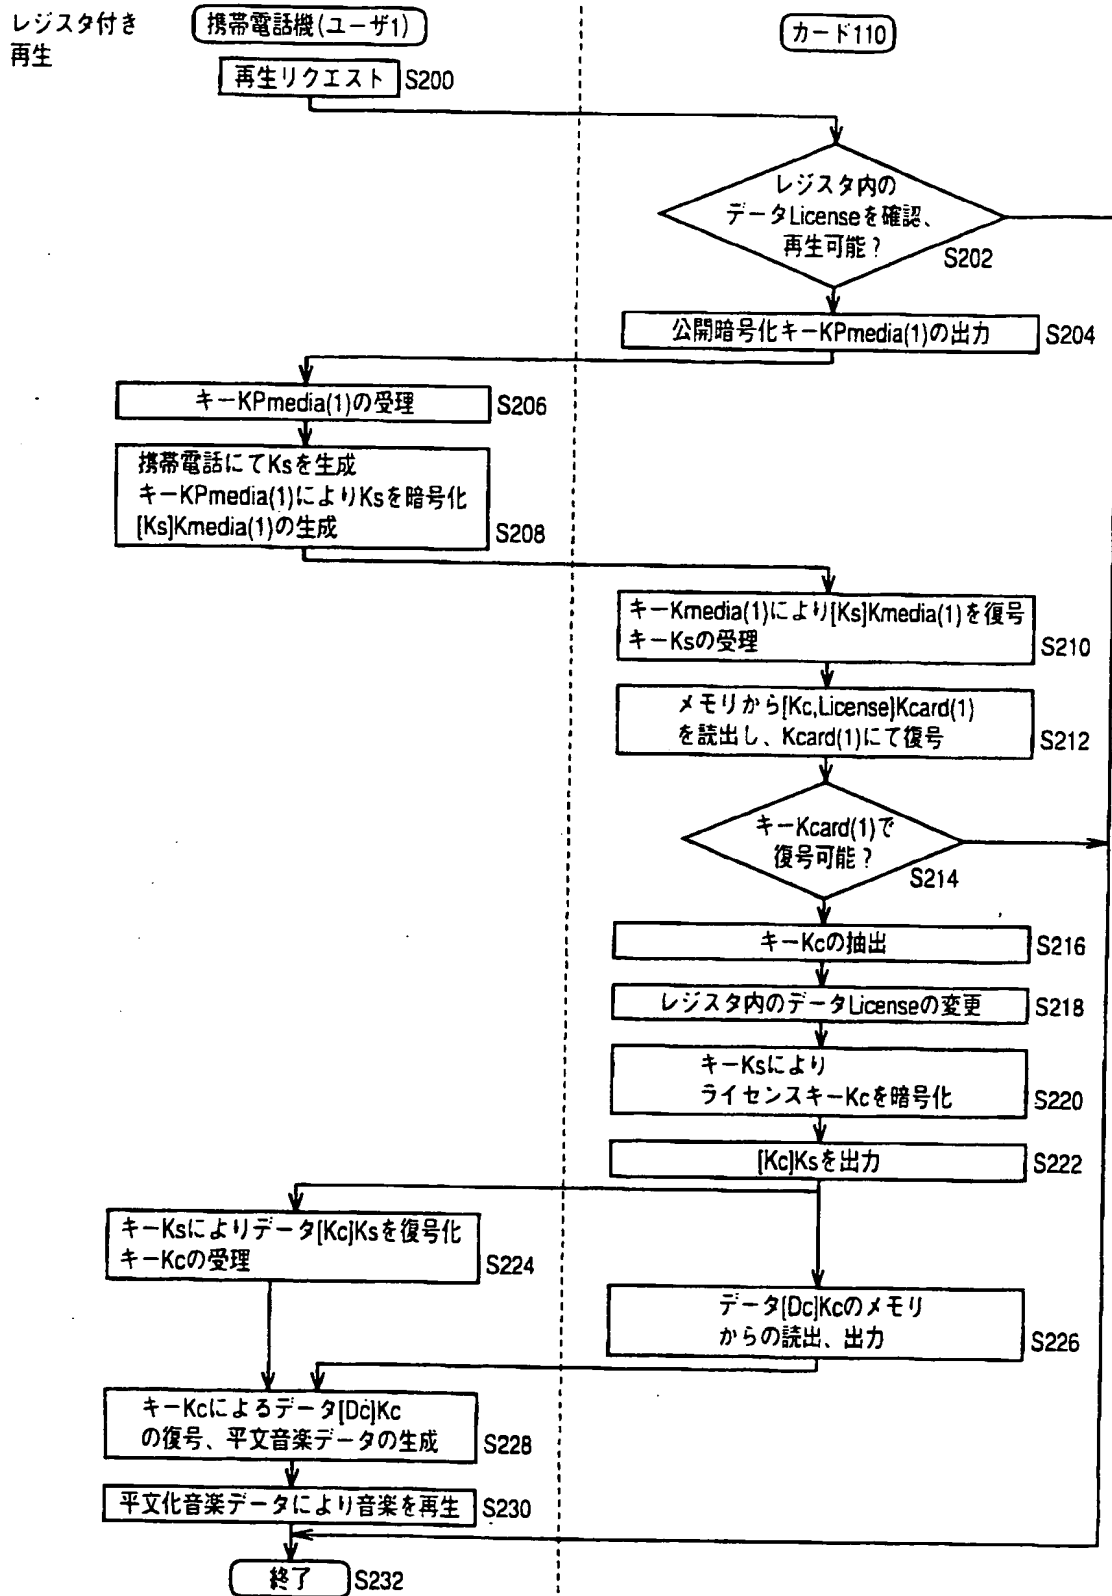 レジスタ付き
再生
携帯電話機(ユーザ1)
カード110
再生リクエスト
S200
レジスタ内の
データLicenseを確認、
再生可能?
S202
公開暗号化キーKPmedia(1)の出力
S204
キーKPmedia(1)の受理
S206
携帯電話にてKsを生成
キーKPmedia(1)によりKsを暗号化
[Ks]Kmedia(1)の生成
S208
キーKmedia(1)により[Ks]Kmedia(1)を復号
キーKsの受理
S210
メモリから[Kc,License]Kcard(1)
を読出し、Kcard(1)にて復号
S212
キーKcard(1)で
復号可能?
S214
キーKcの抽出
S216
レジスタ内のデータLicenseの変更
S218
キーKsにより
ライセンスキーKcを暗号化
S220
[Kc]Ksを出力
S222
キーKsによりデータ[Kc]Ksを復号化
キーKcの受理
S224
データ[Dc]Kcのメモリ
からの読出、出力
S226
キーKcによるデータ[Dc]Kc
の復号、平文音楽データの生成
S228
平文化音楽データにより音楽を再生
S230
終了
S232